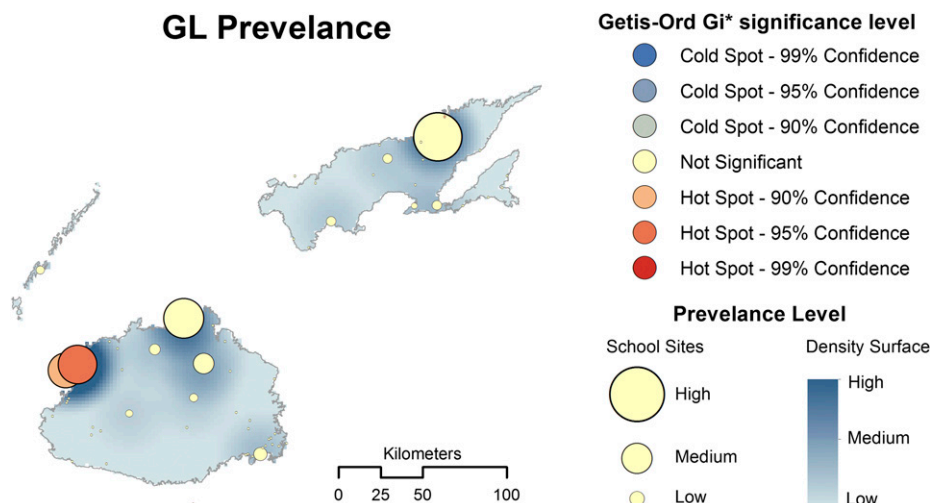 GL Prevelance
Getis-Ord Gi* significance level
Cold Spot - 99% Confidence
Cold Spot - 95% Confidence
Cold Spot - 90% Confidence
Not Significant
Hot Spot - 90% Confidence
Hot Spot - 95% Confidence
Hot Spot - 99% Confidence
Prevelance Level
School Sites
High
Medium
Low
Density Surface
High
Medium
Low
Kilometers
0 25 50 100